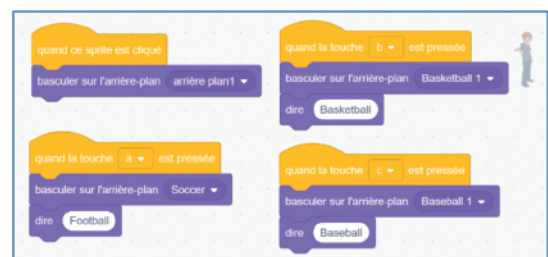 quand ce sprite est cliqué
basculer sur l'arrière-plan arrière plan1
quand la touche b est pressée
basculer sur l'arrière-plan Basketball 1
dire Basketball
quand la touche a est pressée
basculer sur l'arrière-plan Soccer
dire Football
quand la touche c est pressée
basculer sur l'arrière-plan Baseball 1
dire Baseball